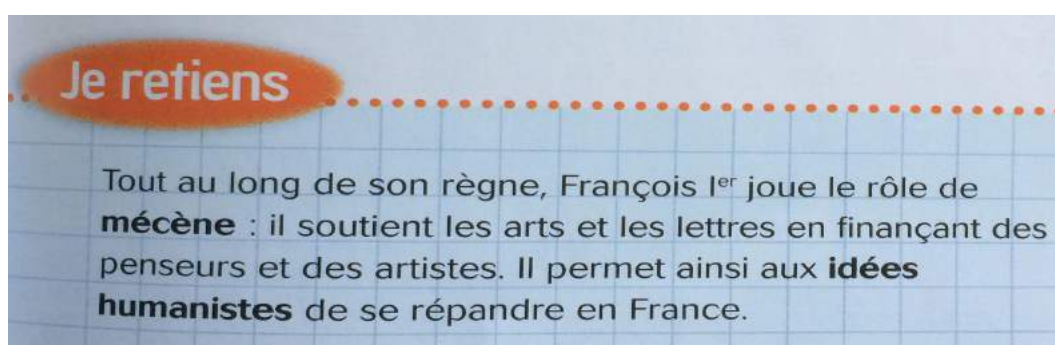 Je retiens
Tout au long de son règne, François Ier joue le rôle de
mécène : il soutient les arts et les lettres en finançant des
penseurs et des artistes. Il permet ainsi aux idées
humanistes de se répandre en France.